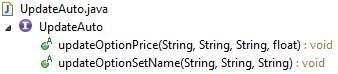 UpdateAuto.java
UpdateAuto
updateOptionPrice(String, String, String, float) : void
updateOptionSetName(String, String, String) : void